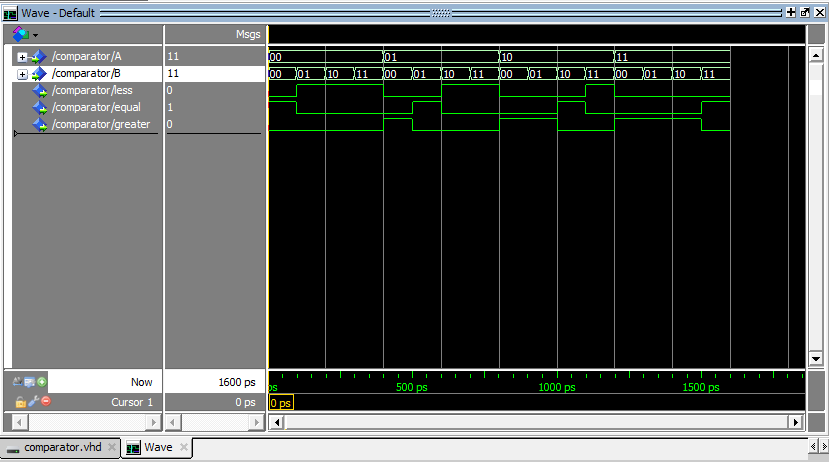 Wave - Default
Msgs
/comparator/A 11 00 01 10 11
/comparator/B 11 00 01 10 11 00 01 10 11 00 01 10 11 00 01 10 11
/comparator/less 0
/comparator/equal 1
/comparator/greater 0
Now 1600 ps ps 500 ps 1000 ps 1500 ps
Cursor 1 0 ps 0 ps
comparator.vhd Wave